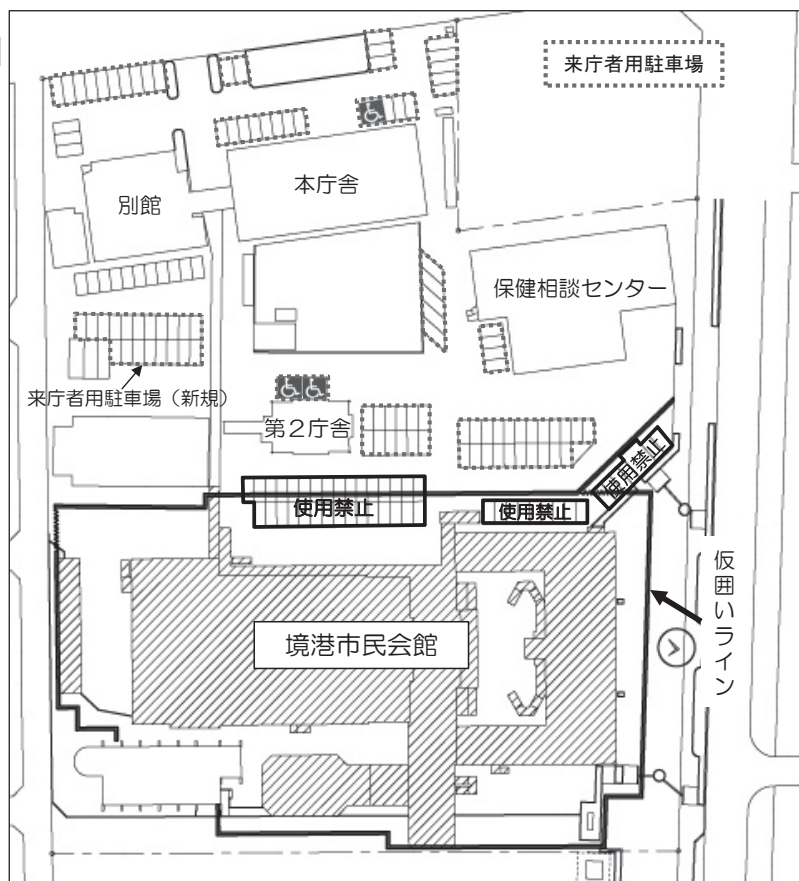 来庁者用駐車場
本庁舎
別館
保健相談センター
来庁者用駐車場（新規）
第2庁舎
使用禁止
使用禁止
使用禁止
仮囲いライン
境港市民会館